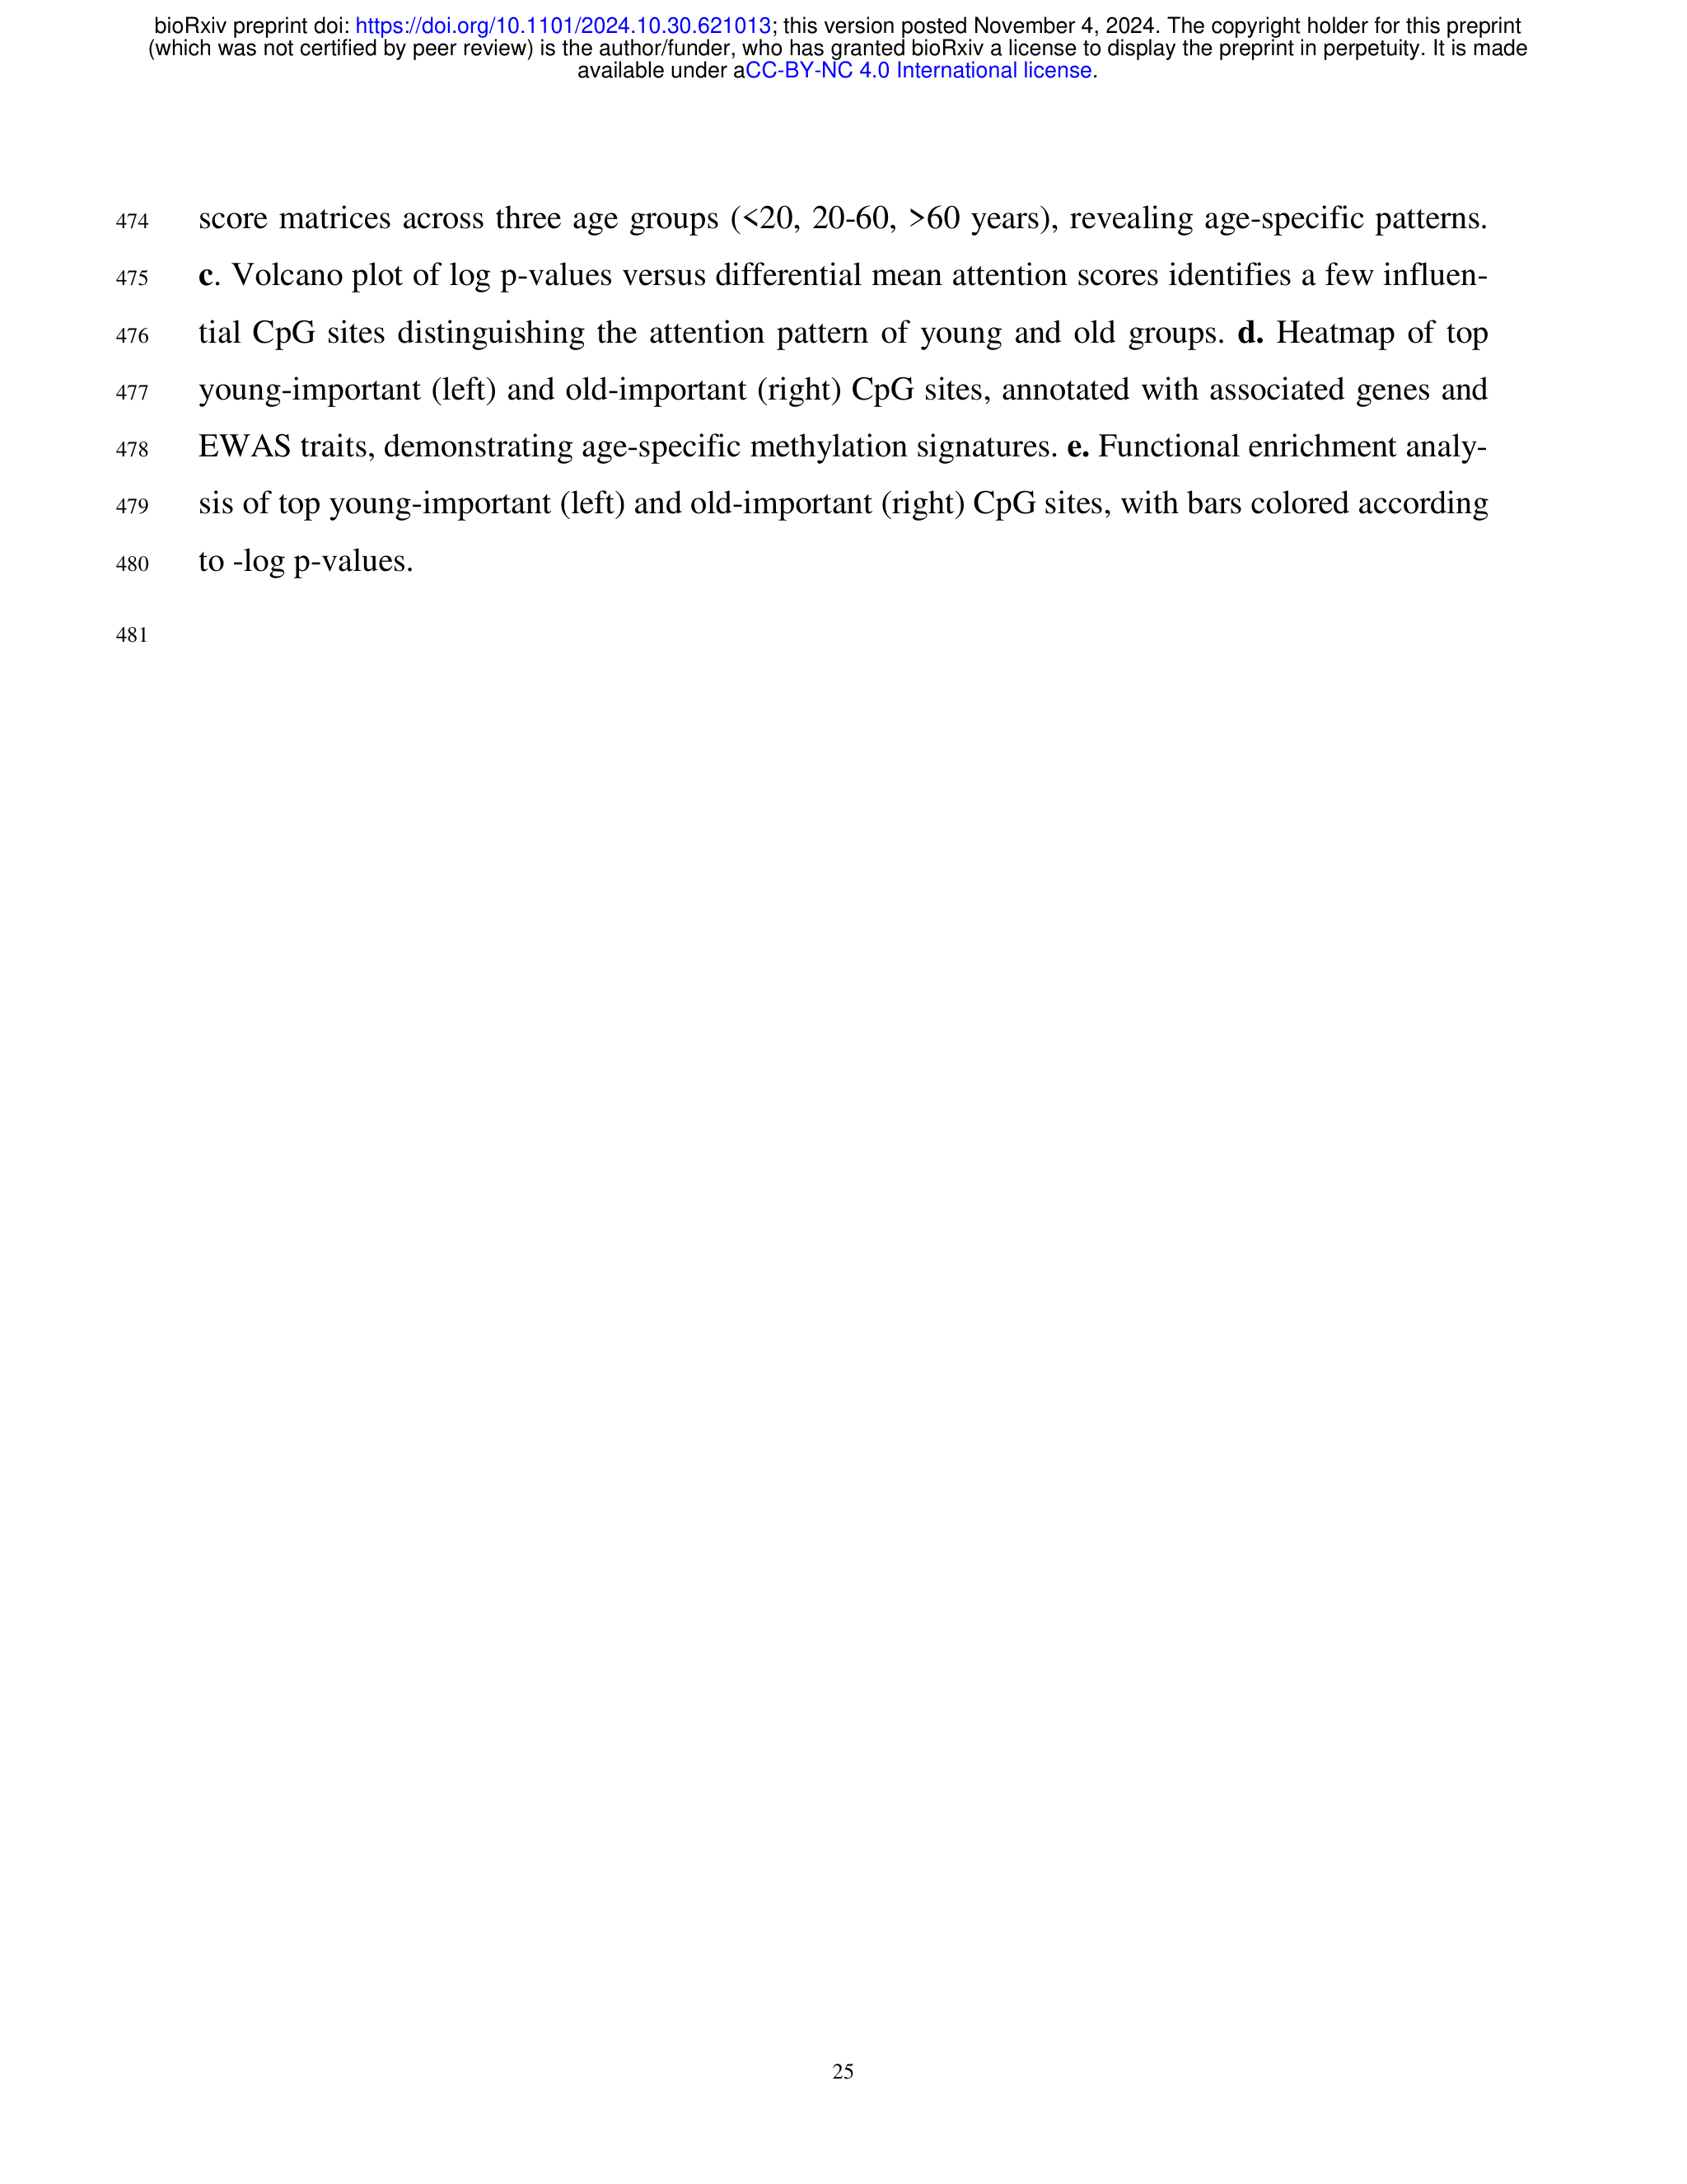 bioRxiv preprint doi: https://doi.org/10.1101/2024.10.30.621013; this version posted November 4, 2024. The copyright holder for this preprint
(which was not certified by peer review) is the author/funder, who has granted bioRxiv a license to display the preprint in perpetuity. It is made
available under aCC-BY-NC 4.0 International license.
474 score matrices across three age groups (<20, 20-60, >60 years), revealing age-specific patterns.
475 c. Volcano plot of log p-values versus differential mean attention scores identifies a few influen-
476 tial CpG sites distinguishing the attention pattern of young and old groups. d. Heatmap of top
477 young-important (left) and old-important (right) CpG sites, annotated with associated genes and
478 EWAS traits, demonstrating age-specific methylation signatures. e. Functional enrichment analy-
479 sis of top young-important (left) and old-important (right) CpG sites, with bars colored according
480 to -log p-values.
481
25